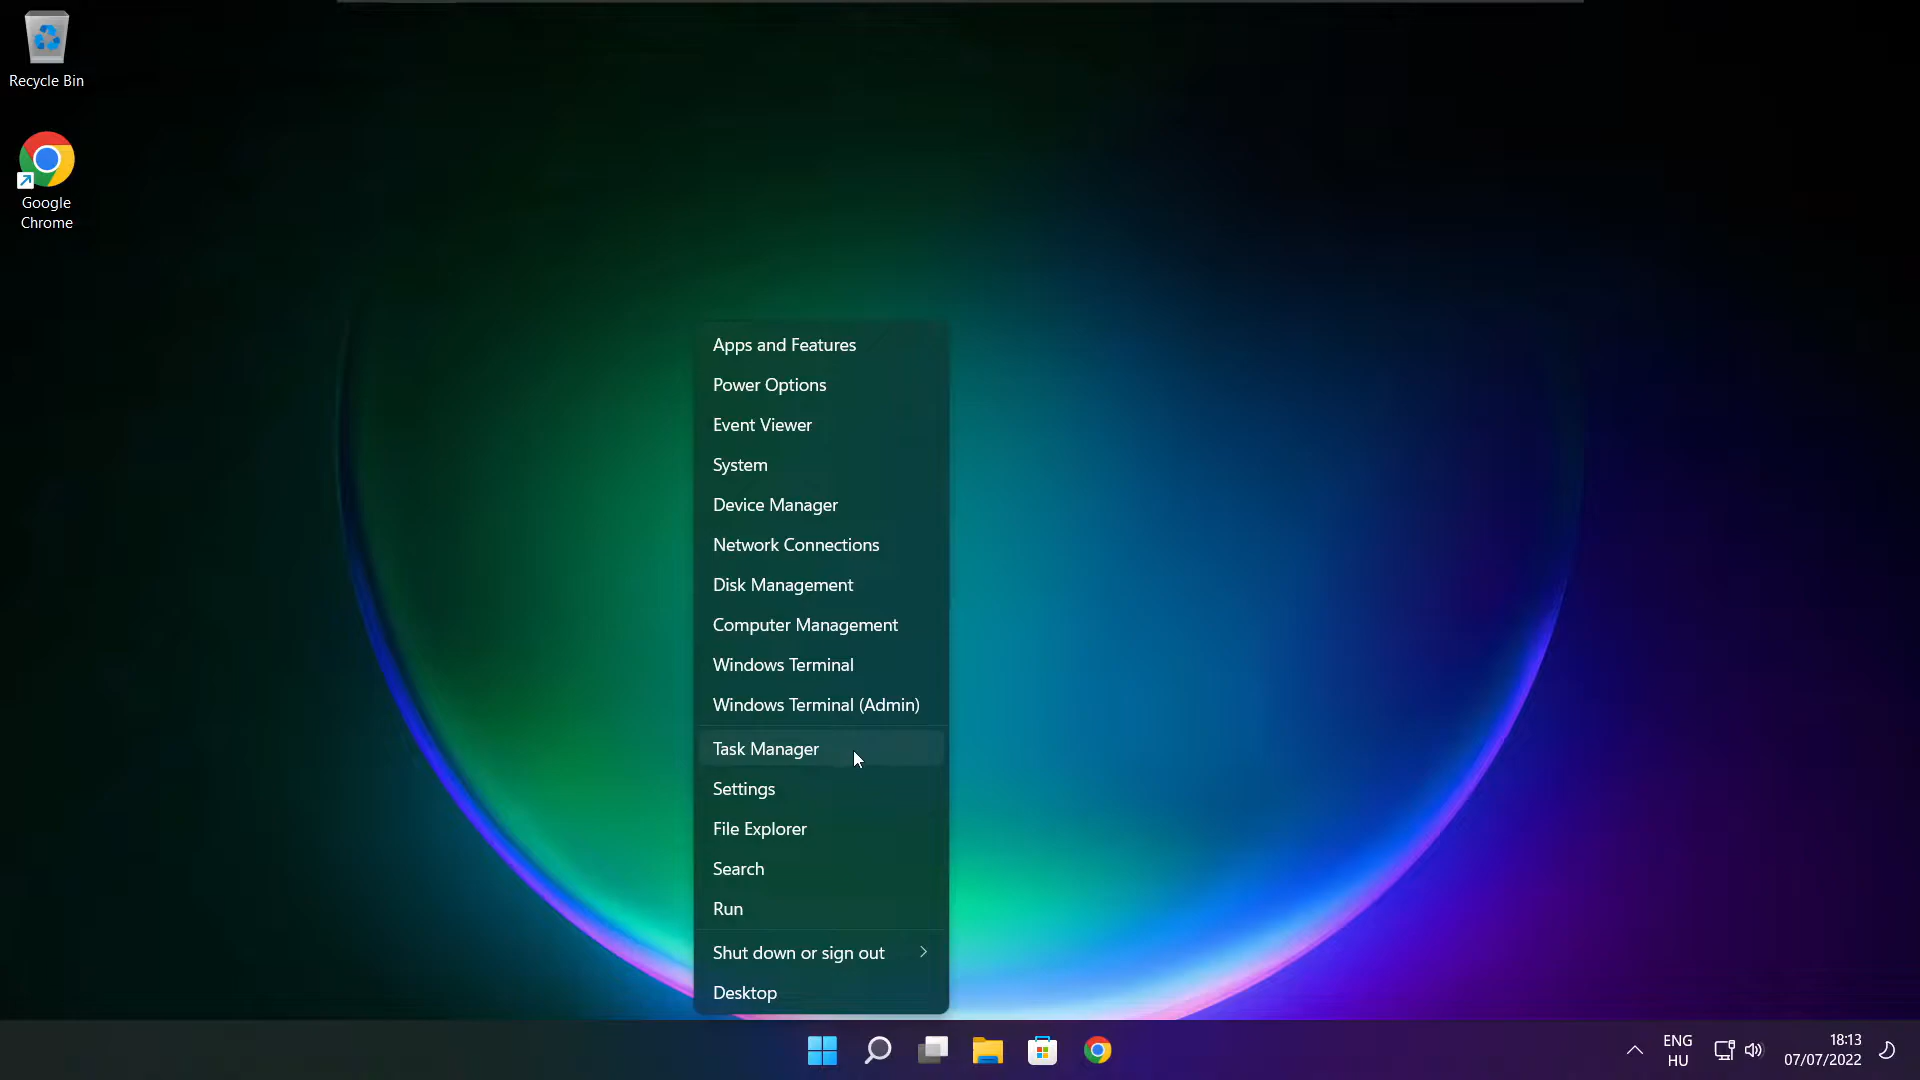 Recycle Bin
Google
Chrome
Apps and Features
Power Options
Event Viewer
System
Device Manager
Network Connections
Disk Management
Computer Management
Windows Terminal
Windows Terminal (Admin)
Task Manager
Settings
File Explorer
Search
Run
Shut down or sign out
Desktop
ENG
HU
18:13
07/07/2022